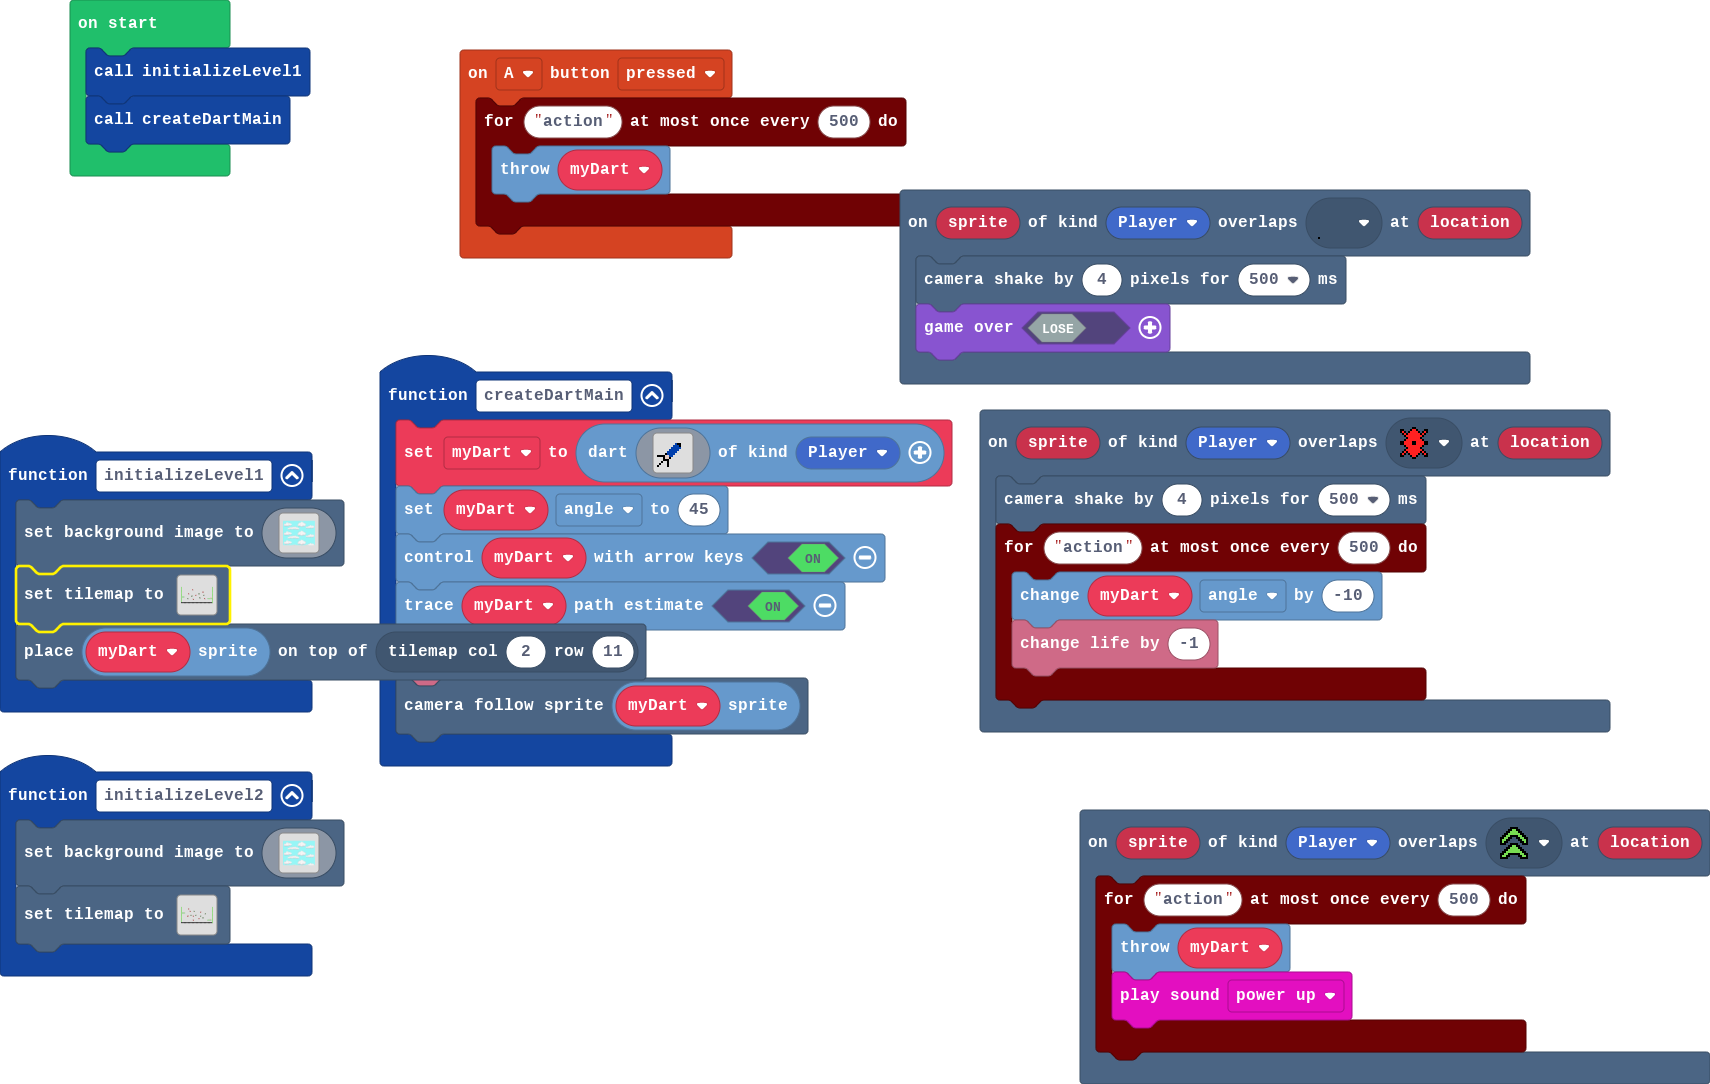 on start
call initializeLevel1
call createDartMain
on A button pressed
for "action" at most once every 500 do
throw myDart
on sprite of kind Player overlaps at location
camera shake by 4 pixels for 500 ms
game over LOSE
function createDartMain
set myDart to dart of kind Player
set myDart angle to 45
control myDart with arrow keys ON
trace myDart path estimate ON
camera follow sprite myDart sprite
function initializeLevel1
set background image to
set tilemap to
place myDart sprite on top of tilemap col 2 row 11
on sprite of kind Player overlaps at location
camera shake by 4 pixels for 500 ms
for "action" at most once every 500 do
change myDart angle by -10
change life by -1
function initializeLevel2
set background image to
set tilemap to
on sprite of kind Player overlaps at location
for "action" at most once every 500 do
throw myDart
play sound power up